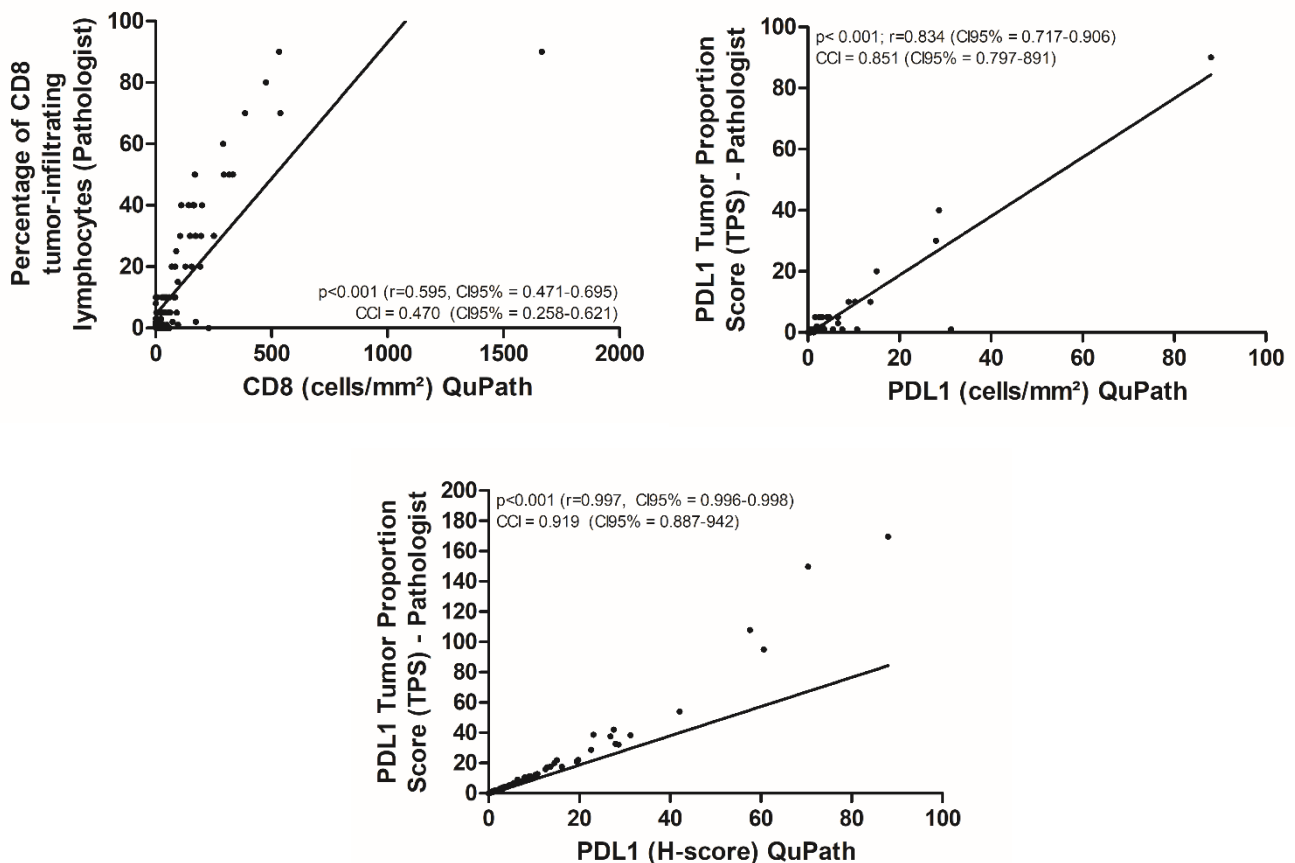 Percentage of CD8
tumor-infiltrating
lymphocytes (Pathologist)
100
80
60
40
20
0
p<0.001 (r=0.595, CI95% = 0.471-0.695)
CCI = 0.470 (CI95% = 0.258-0.621)
0 500 1000 1500 2000
CD8 (cells/mm²) QuPath
PDL1 Tumor Proportion
Score (TPS) - Pathologist
100
80
60
40
20
0
p< 0.001; r=0.834 (CI95% = 0.717-0.906)
CCI = 0.851 (CI95% = 0.797-891)
0 20 40 60 80 100
PDL1 (cells/mm²) QuPath
PDL1 Tumor Proportion
Score (TPS) - Pathologist
200
180
160
140
120
100
80
60
40
20
0
p<0.001 (r=0.997, CI95% = 0.996-0.998)
CCI = 0.919 (CI95% = 0.887-942)
0 20 40 60 80 100
PDL1 (H-score) QuPath